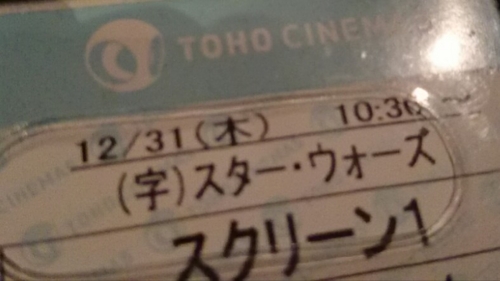 TOHO CINEMAS
12/31(木) 10:30 ~
(字)スター・ウォーズ
スクリーン1